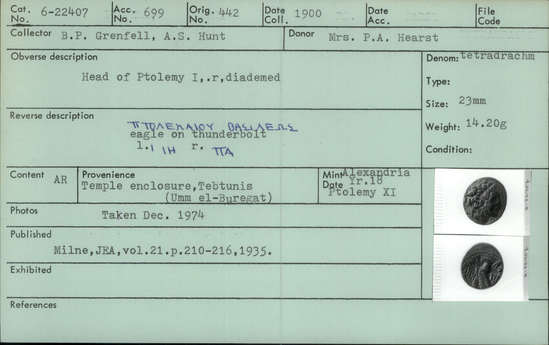 Cat. No. 6-22407 Acc. No. 699 Orig. No. 442 Date Coll. 1900 Date Acc. File Code
Collector B.P. Grenfell, A.S. Hunt Donor Mrs. P.A. Hearst
Obverse description
Head of Ptolemy I,.r,diademed
Denom: tetradrachm
Type:
Size: 23mm
Weight: 14.20g
Condition:
Reverse description
ΠΤΟΛΕΜΑΙΟΥ ΒΑΣΙΛΕΩΣ
eagle on thunderbolt
l. Ι ΙΗ r. ΠΑ
Content AR Provenience
Temple enclosure,Tebtunis
(Umm el-Buregat)
Mint Alexandria
Date Yr.18
Ptolemy XI
Photos Taken Dec. 1974
Published
Milne,JEA,vol.21.p.210-216,1935.
Exhibited
References